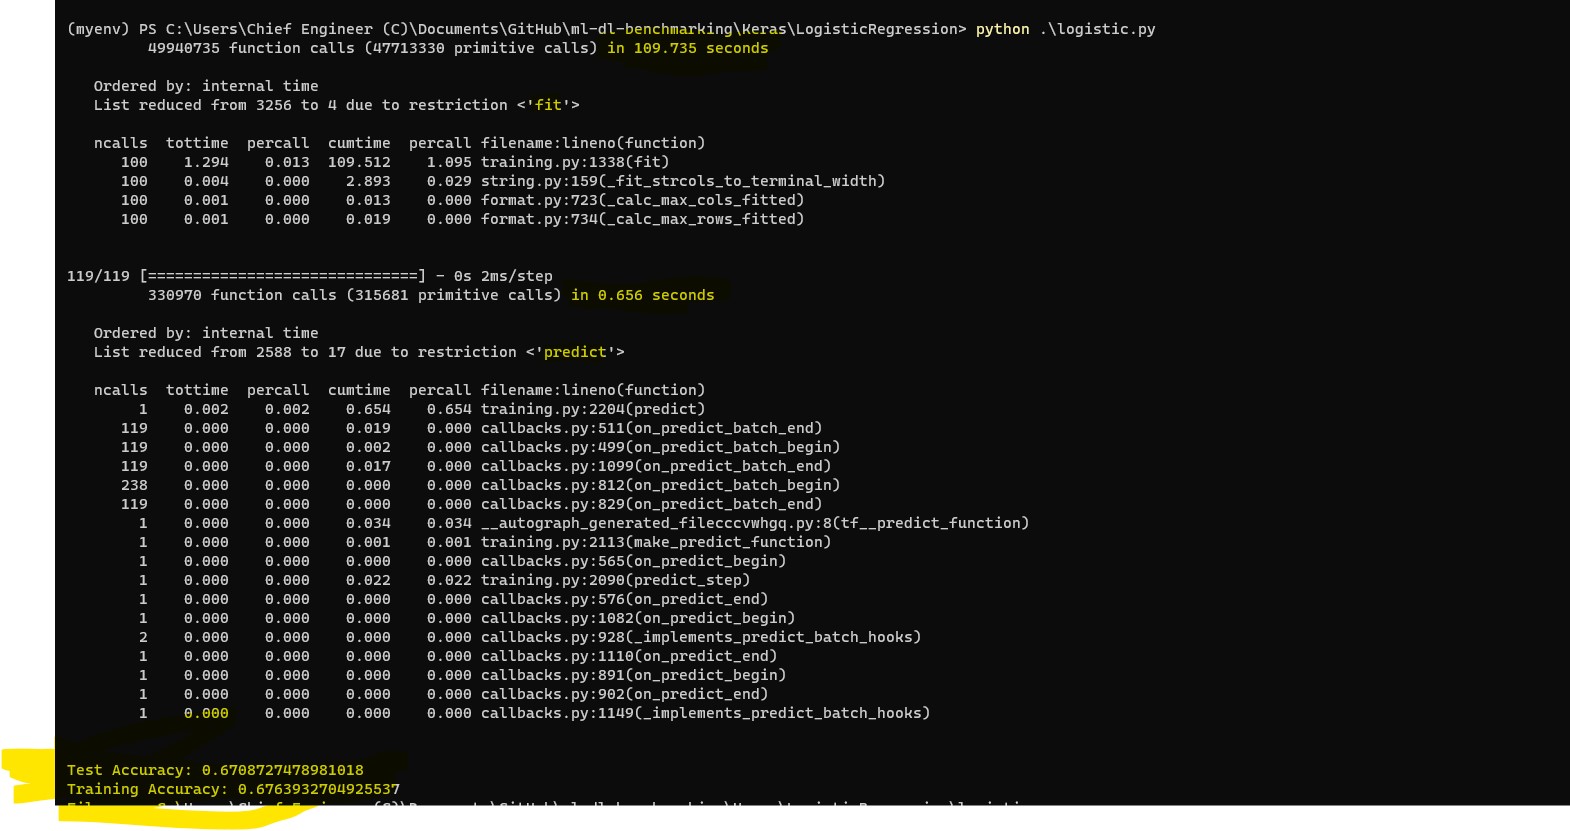 (myenv) PS C:\Users\Chief Engineer (C)\Documents\GitHub\ml-dl-benchmarking\Keras\LogisticRegression> python .\logistic.py
49940735 function calls (47713330 primitive calls) in 109.735 seconds
Ordered by: internal time
List reduced from 3256 to 4 due to restriction <'fit'>
ncalls tottime percall cumtime percall filename:lineno(function)
100 1.294 0.013 109.512 1.095 training.py:1338(fit)
100 0.004 0.000 2.893 0.029 string.py:159(_fit_strcols_to_terminal_width)
100 0.001 0.000 0.013 0.000 format.py:723(_calc_max_cols_fitted)
100 0.001 0.000 0.019 0.000 format.py:734(_calc_max_rows_fitted)
119/119 [==============================] - 0s 2ms/step
330970 function calls (315681 primitive calls) in 0.656 seconds
Ordered by: internal time
List reduced from 2588 to 17 due to restriction <'predict'>
ncalls tottime percall cumtime percall filename:lineno(function)
1 0.002 0.002 0.654 0.654 training.py:2204(predict)
119 0.000 0.000 0.019 0.000 callbacks.py:511(on_predict_batch_end)
119 0.000 0.000 0.002 0.000 callbacks.py:499(on_predict_batch_begin)
119 0.000 0.000 0.017 0.000 callbacks.py:1099(on_predict_batch_end)
238 0.000 0.000 0.000 0.000 callbacks.py:812(on_predict_batch_begin)
119 0.000 0.000 0.000 0.000 callbacks.py:829(on_predict_batch_end)
1 0.000 0.000 0.034 0.034 __autograph_generated_filecccvwhgq.py:8(tf__predict_function)
1 0.000 0.000 0.001 0.001 training.py:2113(make_predict_function)
1 0.000 0.000 0.000 0.000 callbacks.py:565(on_predict_begin)
1 0.000 0.000 0.022 0.022 training.py:2090(predict_step)
1 0.000 0.000 0.000 0.000 callbacks.py:576(on_predict_end)
1 0.000 0.000 0.000 0.000 callbacks.py:1082(on_predict_begin)
2 0.000 0.000 0.000 0.000 callbacks.py:928(_implements_predict_batch_hooks)
1 0.000 0.000 0.000 0.000 callbacks.py:1110(on_predict_end)
1 0.000 0.000 0.000 0.000 callbacks.py:891(on_predict_begin)
1 0.000 0.000 0.000 0.000 callbacks.py:902(on_predict_end)
1 0.000 0.000 0.000 0.000 callbacks.py:1149(_implements_predict_batch_hooks)
Test Accuracy: 0.6708727478981018
Training Accuracy: 0.6763932704925537